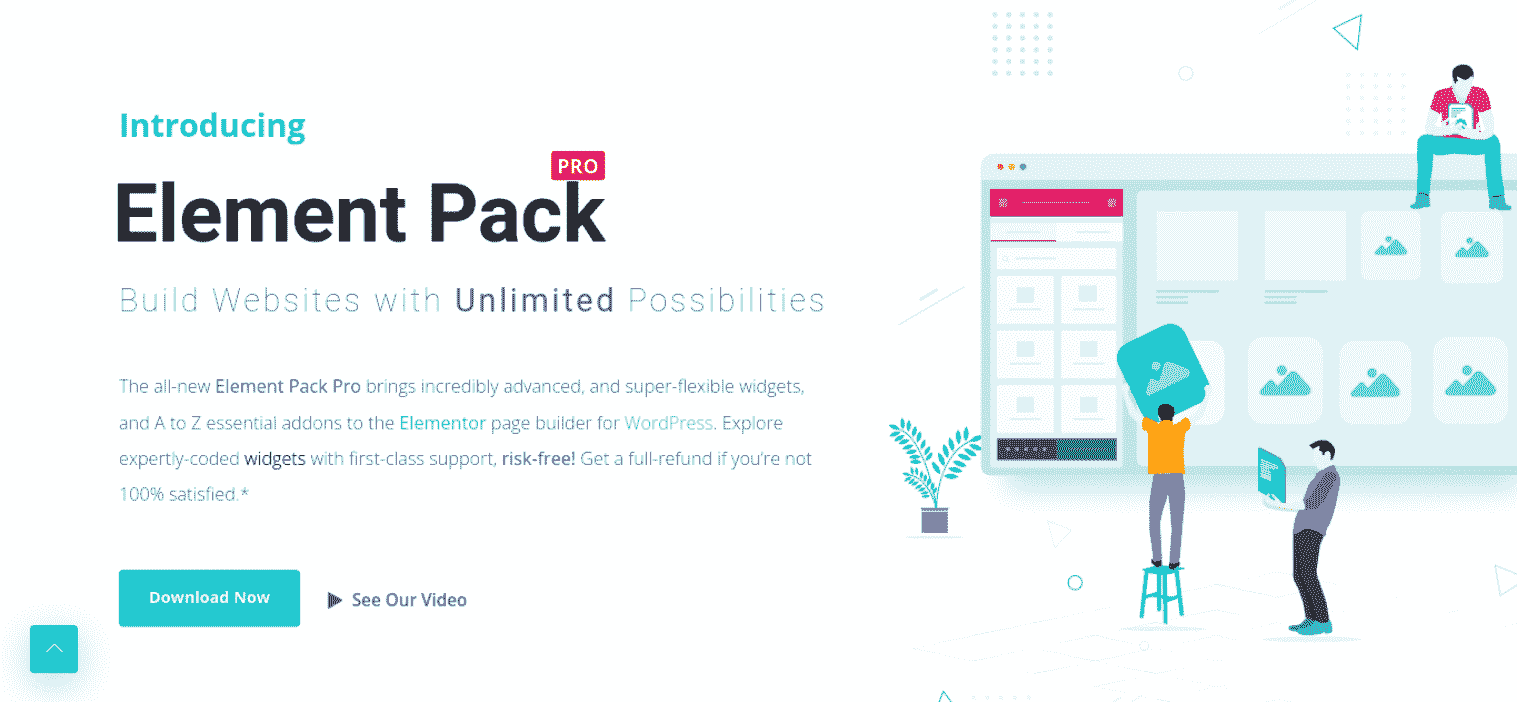 Introducing
PRO
Element Pack
Build Websites with Unlimited Possibilities
The all-new Element Pack Pro brings incredibly advanced, and super-flexible widgets,
and A to Z essential addons to the Elementor page builder for WordPress. Explore
expertly-coded widgets with first-class support, risk-free! Get a full-refund if you're not
100% satisfied.*
Download Now
See Our Video